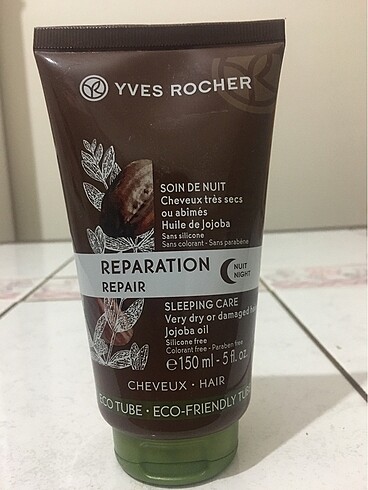 YVES ROCHER
SOIN DE NUIT
Cheveux très secs
ou abîmés
Huile de Jojoba
Sans silicone
Sans colorant - Sans parabène
REPARATION
NUIT
NIGHT
REPAIR
SLEEPING CARE
Very dry or damaged hai
Jojoba oil
Silicone free
Colorant free - Paraben free
℮150 ml - 5 fl. oz.
CHEVEUX • HAIR
ECO TUBE • ECO-FRIENDLY TUB